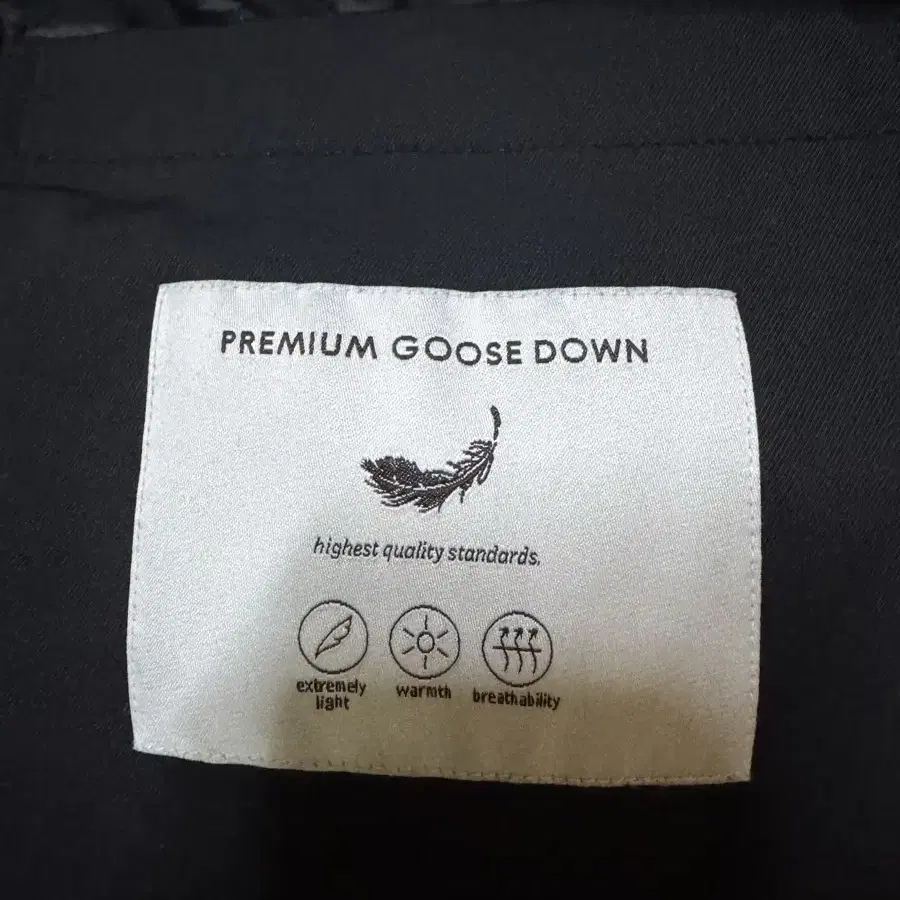 PREMIUM GOOSE DOWN
highest quality standards.
extremely
light
warmth
breathability